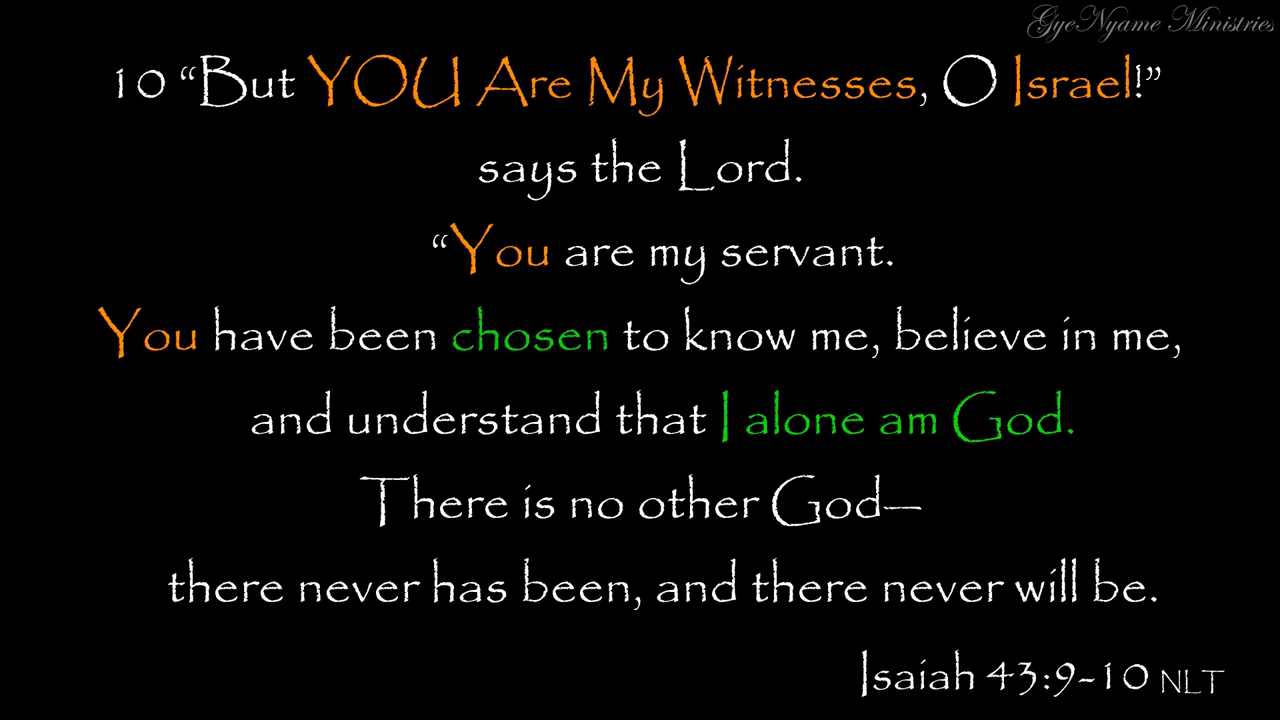 GyeNyame Ministries
10 “But YOU Are My Witnesses, O Israel!”
says the Lord.
“You are my servant.
You have been chosen to know me, believe in me,
and understand that I alone am God.
There is no other God—
there never has been, and there never will be.
Isaiah 43:9-10 NLT